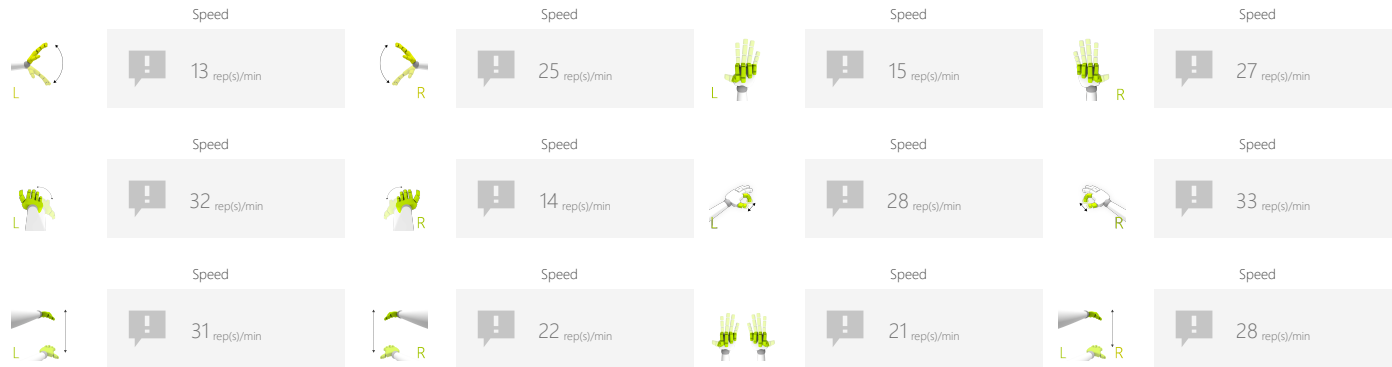 Speed Speed Speed Speed
L 13 rep(s)/min R 25 rep(s)/min L 15 rep(s)/min R 27 rep(s)/min
Speed Speed Speed Speed
L 32 rep(s)/min R 14 rep(s)/min L 28 rep(s)/min R 33 rep(s)/min
Speed Speed Speed Speed
L 31 rep(s)/min R 22 rep(s)/min 21 rep(s)/min L R 28 rep(s)/min